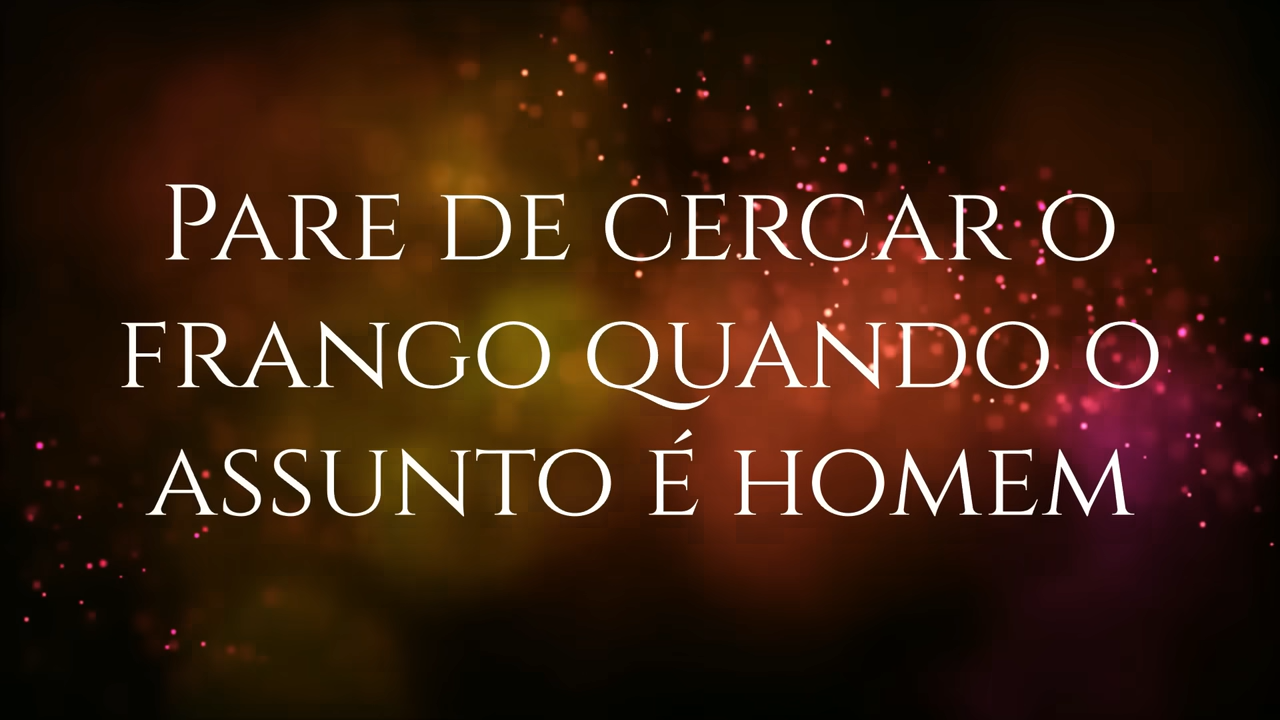 Pare de cercar o
frango quando o
assunto é homem